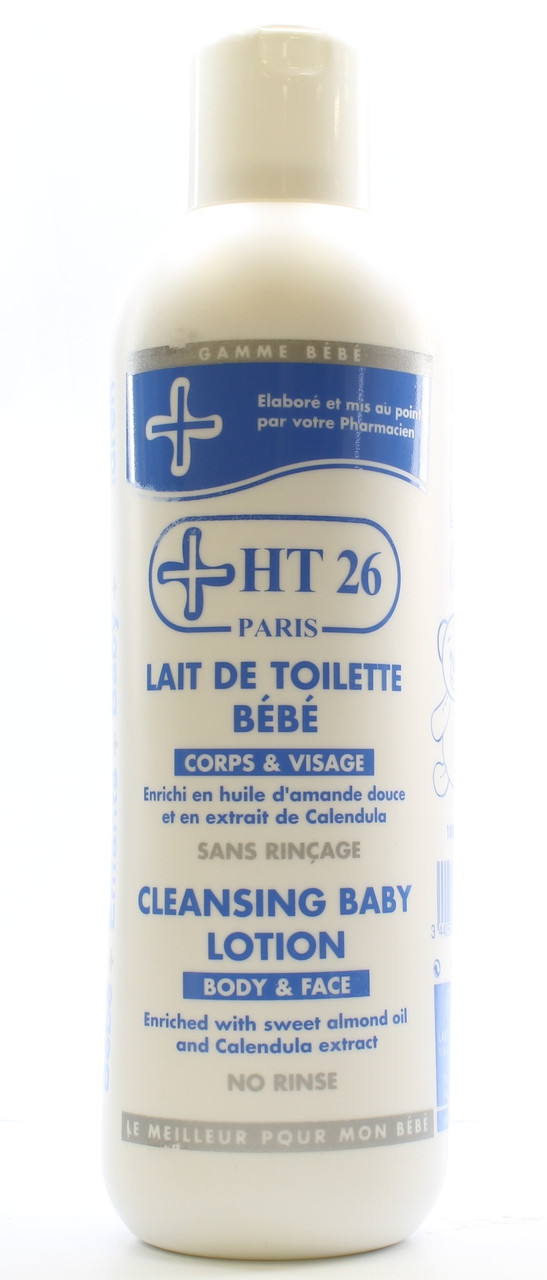 GAMME BÉBÉ
Elaboré et mis au point
par votre Pharmacien
HT 26
PARIS
LAIT DE TOILETTE
BÉBÉ
CORPS & VISAGE
Enrichi en huile d'amande douce
et en extrait de Calendula
SANS RINÇAGE
CLEANSING BABY
LOTION
BODY & FACE
Enriched with sweet almond oil
and Calendula extract
NO RINSE
LE MEILLEUR POUR MON BÉBÉ